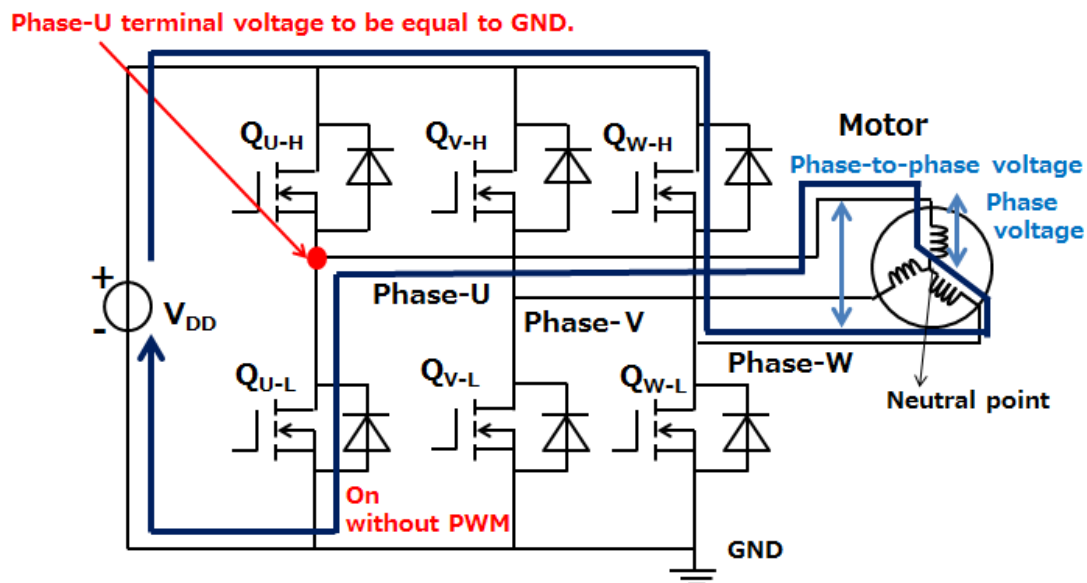 Phase-U terminal voltage to be equal to GND.
QU-H
QV-H
QW-H
Motor
Phase-to-phase voltage
Phase
voltage
+
-
VDD
Phase-U
Phase-V
Phase-W
Neutral point
QU-L
QV-L
QW-L
On
without PWM
GND